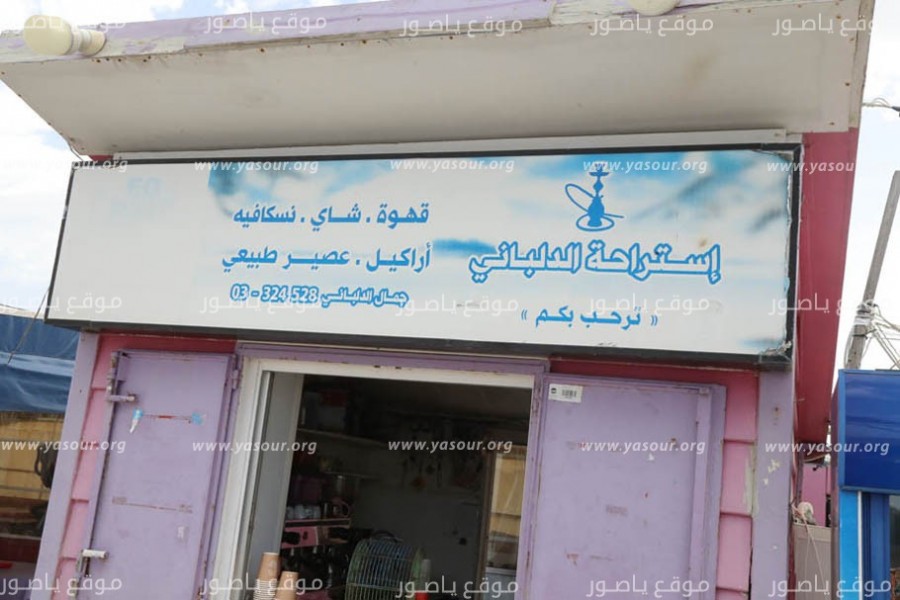 إستراحة الدلباني
« ترحب بكم »
قهوة . شاي . نسكافيه
أراكيل . عصير طبيعي
جمال الدلباني 528 324 - 03
موقع ياصور
www.yasour.org